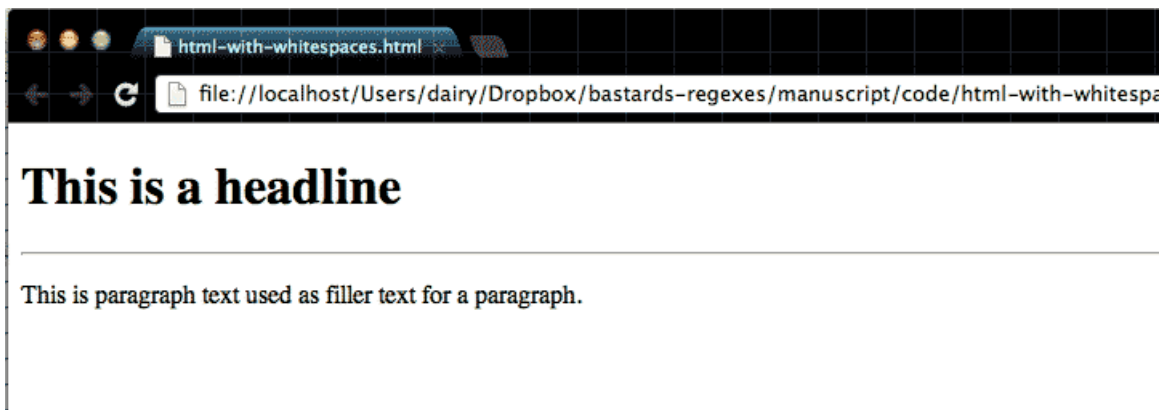 html-with-whitespaces.html
file://localhost/Users/dairy/Dropbox/bastards-regexes/manuscript/code/html-with-whitespa
This is a headline
This is paragraph text used as filler text for a paragraph.